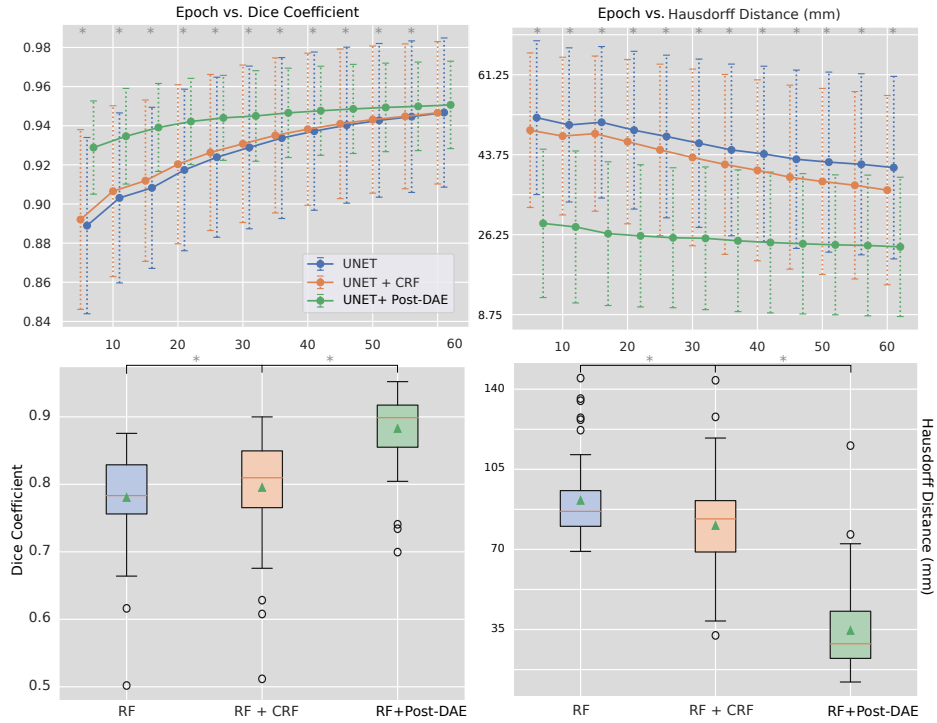 Epoch vs. Dice Coefficient
* * * * * * * * * * *
0.98
0.96
0.94
0.92
0.90
0.88
0.86
0.84
UNET
UNET + CRF
UNET+ Post-DAE
10 20 30 40 50 60
Epoch vs. Hausdorff Distance (mm)
* * * * * * * * * * * *
61.25
43.75
26.25
8.75
10 20 30 40 50 60
* *
Dice Coefficient
0.9
0.8
0.7
0.6
0.5
RF RF + CRF RF+Post-DAE
* *
140
105
70
35
Hausdorff Distance (mm)
RF RF + CRF RF+Post-DAE